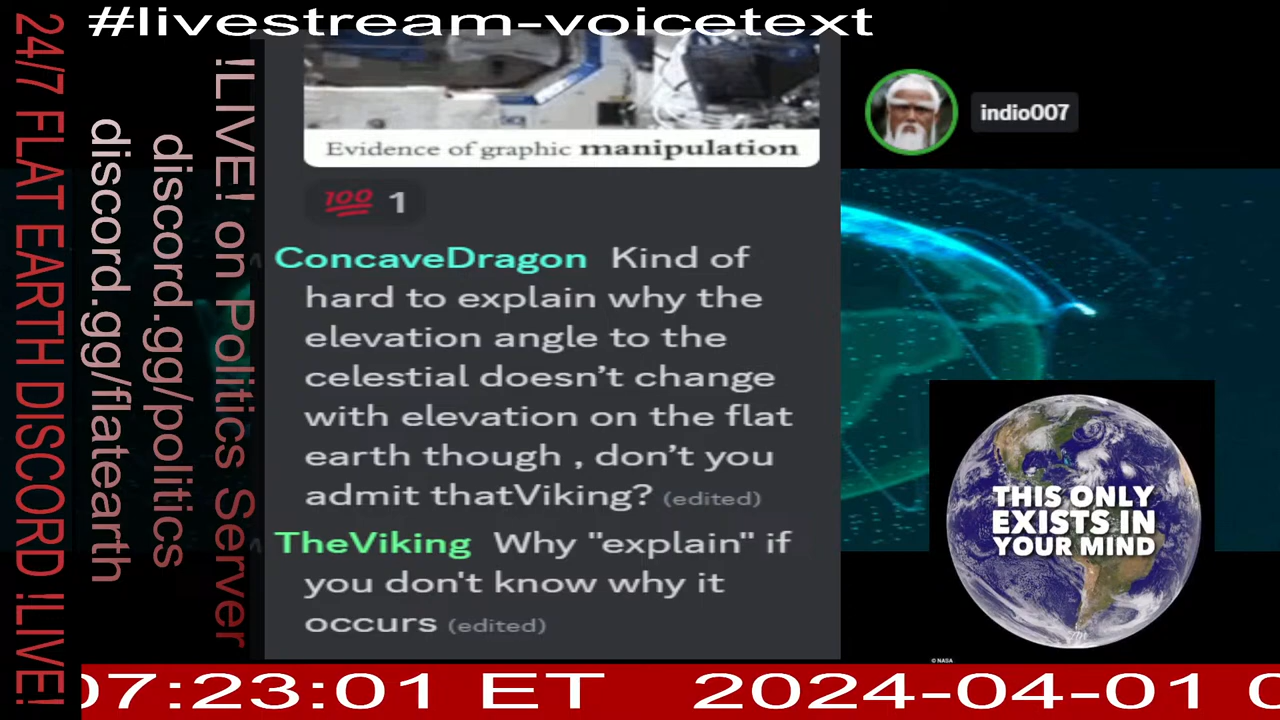 #livestream-voicetext
24/7 FLAT EARTH DISCORD !LIVE!
discord.gg/flatearth
discord.gg/politics
!LIVE! on Politics Server
Evidence of graphic manipulation
100 1
ConcaveDragon Kind of
hard to explain why the
elevation angle to the
celestial doesn't change
with elevation on the flat
earth though , don't you
admit thatViking? (edited)
TheViking Why "explain" if
you don't know why it
occurs (edited)
indio007
THIS ONLY
EXISTS IN
YOUR MIND
© NASA
07:23:01 ET 2024-04-01 0